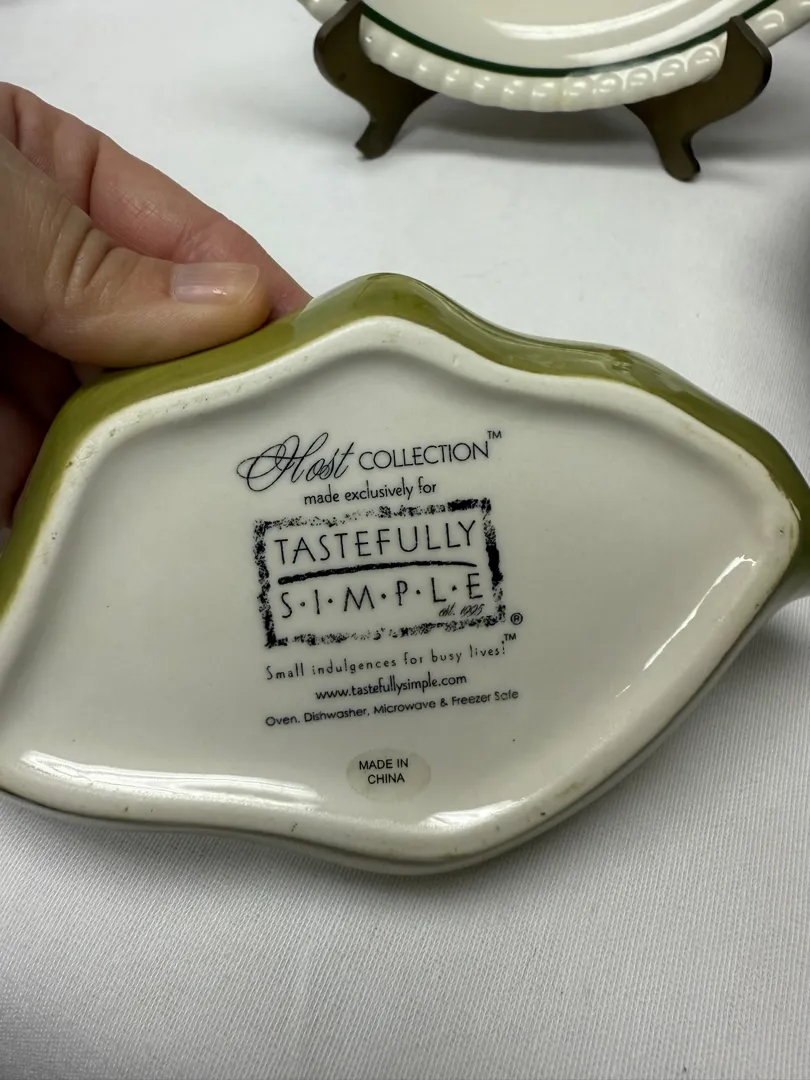 Host COLLECTION™
made exclusively for
TASTEFULLY
S·I·M·P·L·E
est. 1995
®
Small indulgences for busy lives!™
www.tastefullysimple.com
Oven, Dishwasher, Microwave & Freezer Safe
MADE IN
CHINA